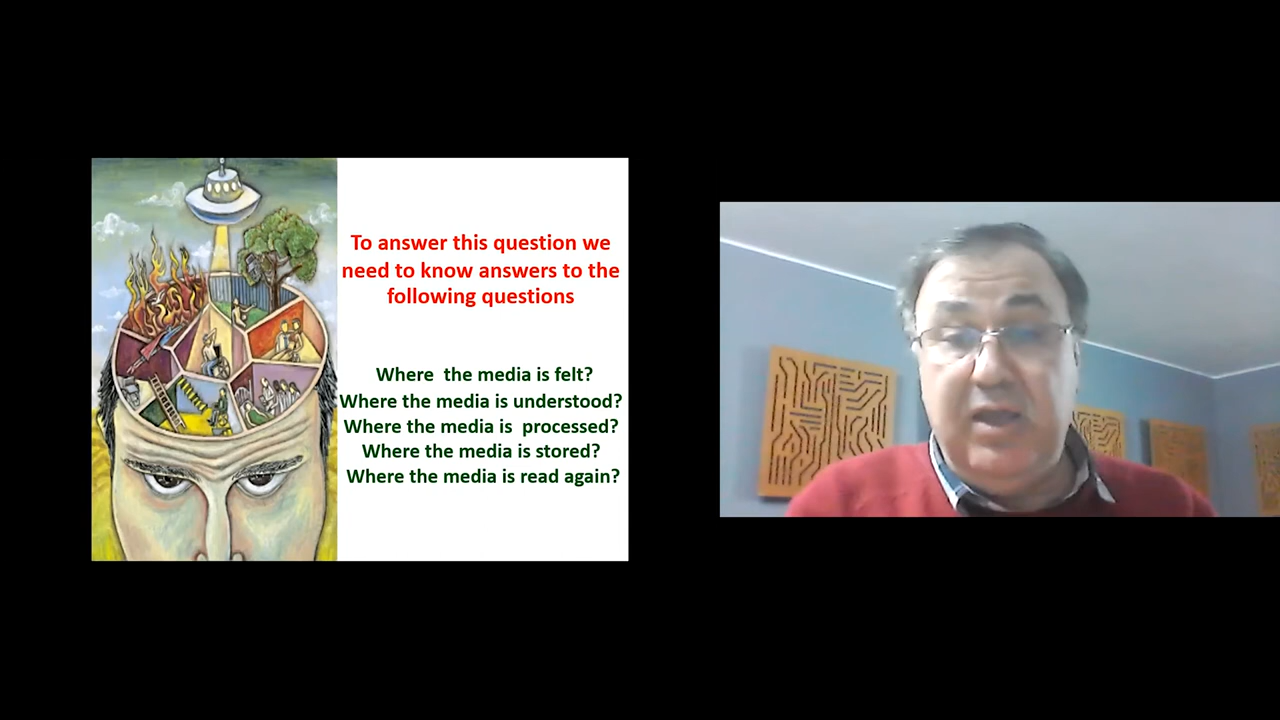 To answer this question we
need to know answers to the
following questions
Where the media is felt?
Where the media is understood?
Where the media is processed?
Where the media is stored?
Where the media is read again?